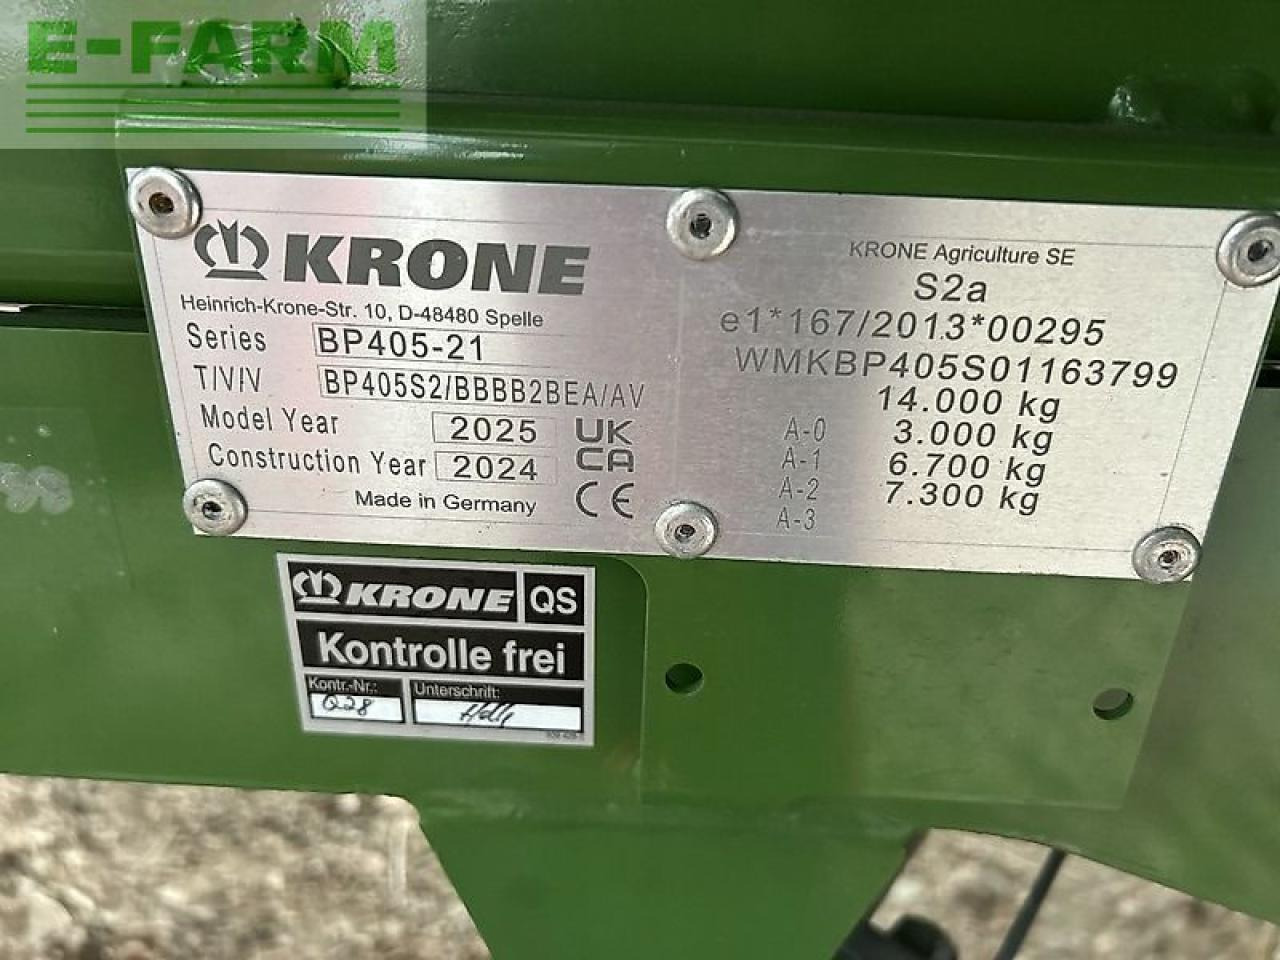 E-FARM
KRONE
Heinrich-Krone-Str. 10, D-48480 Spelle
Series BP405-21
T/V/V BP405S2/BBBB2BEA/AV
Model Year 2025
Construction Year 2024
UK
CA
Made in Germany CE
KRONE Agriculture SE
S2a
e1*167/2013*00295
WMKBP405S01163799
14.000 kg
A-0 3.000 kg
A-1 6.700 kg
A-2 7.300 kg
A-3
KRONE QS
Kontrolle frei
Kontr.-Nr.: Unterschrift:
Q28